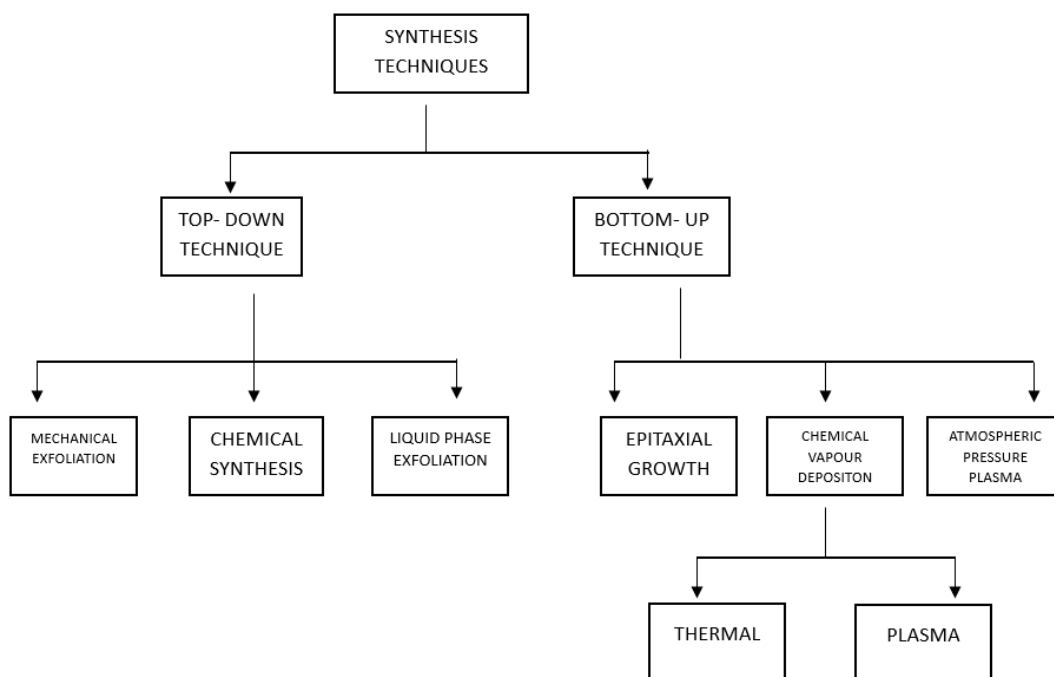 SYNTHESIS
TECHNIQUES
TOP- DOWN
TECHNIQUE
BOTTOM- UP
TECHNIQUE
MECHANICAL
EXFOLIATION
CHEMICAL
SYNTHESIS
LIQUID PHASE
EXFOLIATION
EPITAXIAL
GROWTH
CHEMICAL
VAPOUR
DEPOSITON
ATMOSPHERIC
PRESSURE
PLASMA
THERMAL
PLASMA